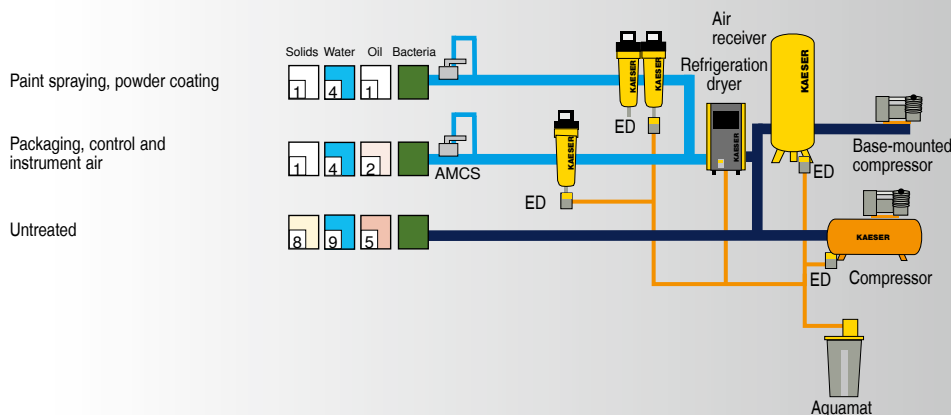 Air
receiver
Solids Water Oil Bacteria
Refrigeration
dryer
Paint spraying, powder coating
1 4 1
KAESER
KAESER
KAESER
ED
Packaging, control and
instrument air
1 4 2
AMCS
KAESER
KAESER
ED
ED
Base-mounted
compressor
Untreated
8 9 5
KAESER
ED
Compressor
Aquamat